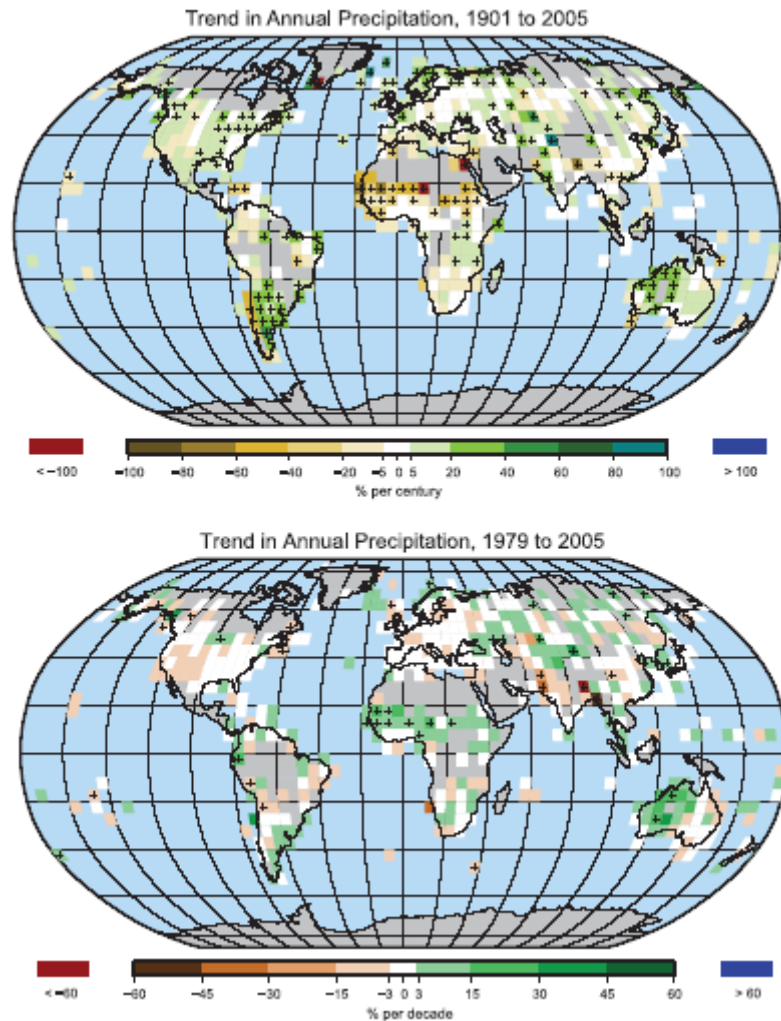 Trend in Annual Precipitation, 1901 to 2005
< −100 −100 −80 −60 −40 −20 −5 0 5 20 40 60 80 100 > 100
% per century
Trend in Annual Precipitation, 1979 to 2005
< −60 −60 −45 −30 −15 −3 0 3 15 30 45 60 > 60
% per decade